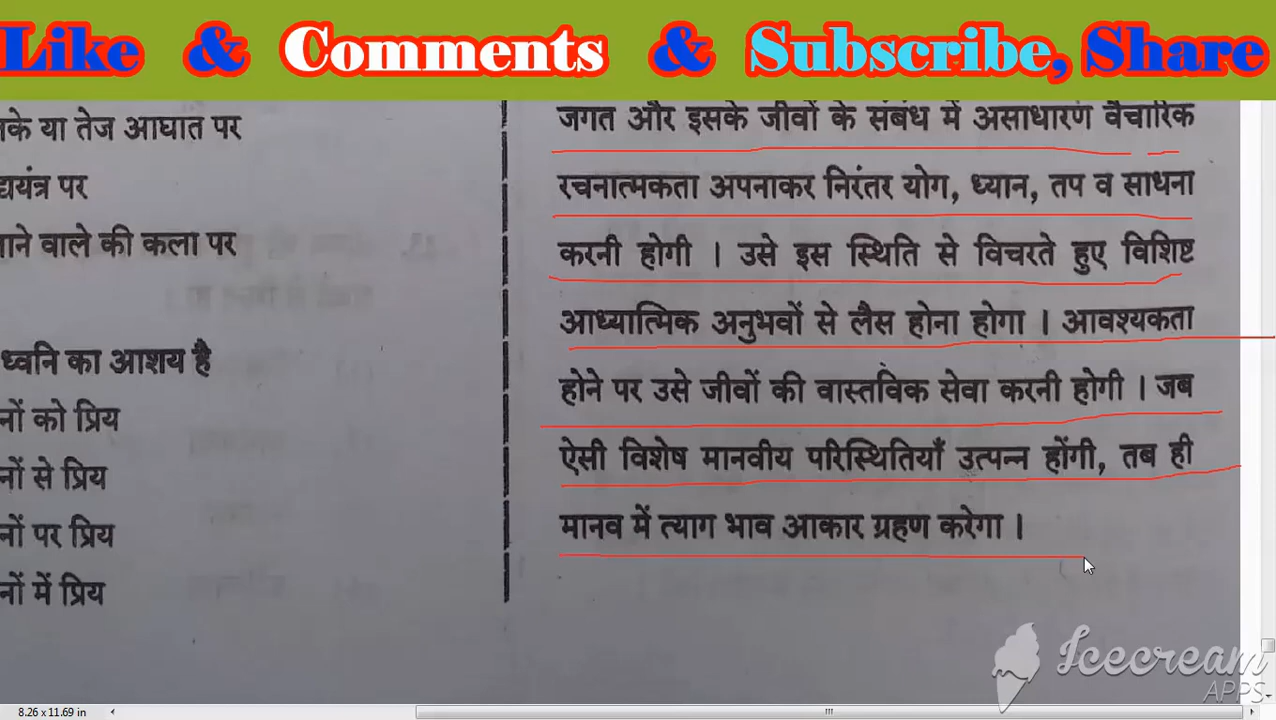 Like & Comments & Subscribe, Share
के या तेज आघात पर
यंत्र पर
वाले की कला पर
ध्वनि का आशय है
को प्रिय
से प्रिय
पर प्रिय
में प्रिय
जगत और इसके जीवों के संबंध में असाधारण वैचारिक
रचनात्मकता अपनाकर निरंतर योग, ध्यान, तप व साधना
करनी होगी । उसे इस स्थिति से विचरते हुए विशिष्ट
आध्यात्मिक अनुभवों से लैस होना होगा । आवश्यकता
होने पर उसे जीवों की वास्तविक सेवा करनी होगी । जब
ऐसी विशेष मानवीय परिस्थितियाँ उत्पन्न होंगी, तब ही
मानव में त्याग भाव आकार ग्रहण करेगा ।
Icecream
APPS
8.26 x 11.69 in